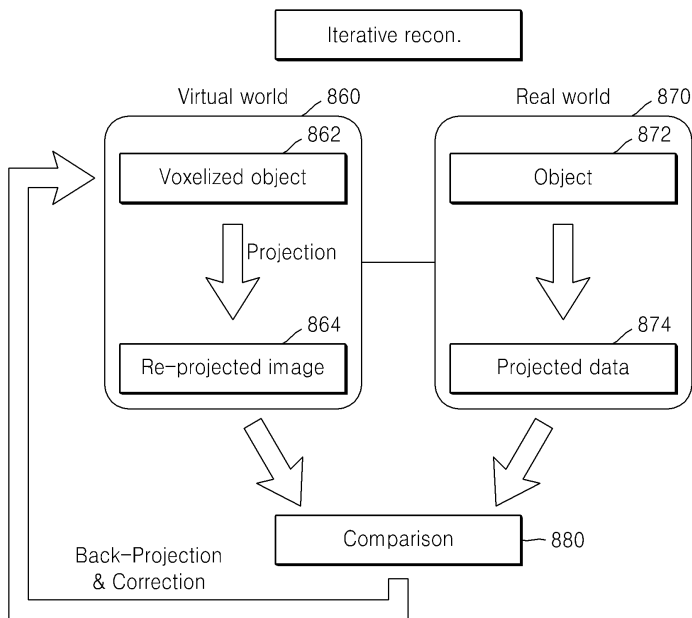 Iterative recon.
Virtual world 860
Real world 870
862
872
Voxelized object
Object
Projection
864
874
Re-projected image
Projected data
Comparison
880
Back-Projection
& Correction